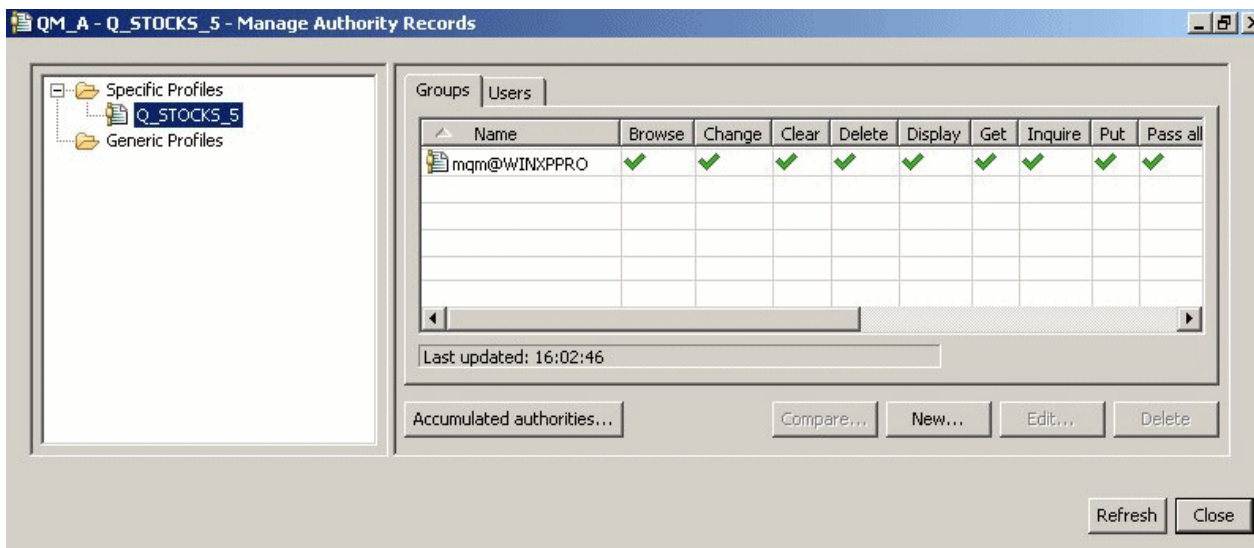 QM_A - Q_STOCKS_5 - Manage Authority Records
Specific Profiles
Q_STOCKS_5
Generic Profiles
Groups Users
Name Browse Change Clear Delete Display Get Inquire Put Pass all
mqm@WINXPPRO
Last updated: 16:02:46
Accumulated authorities... Compare... New... Edit... Delete
Refresh Close